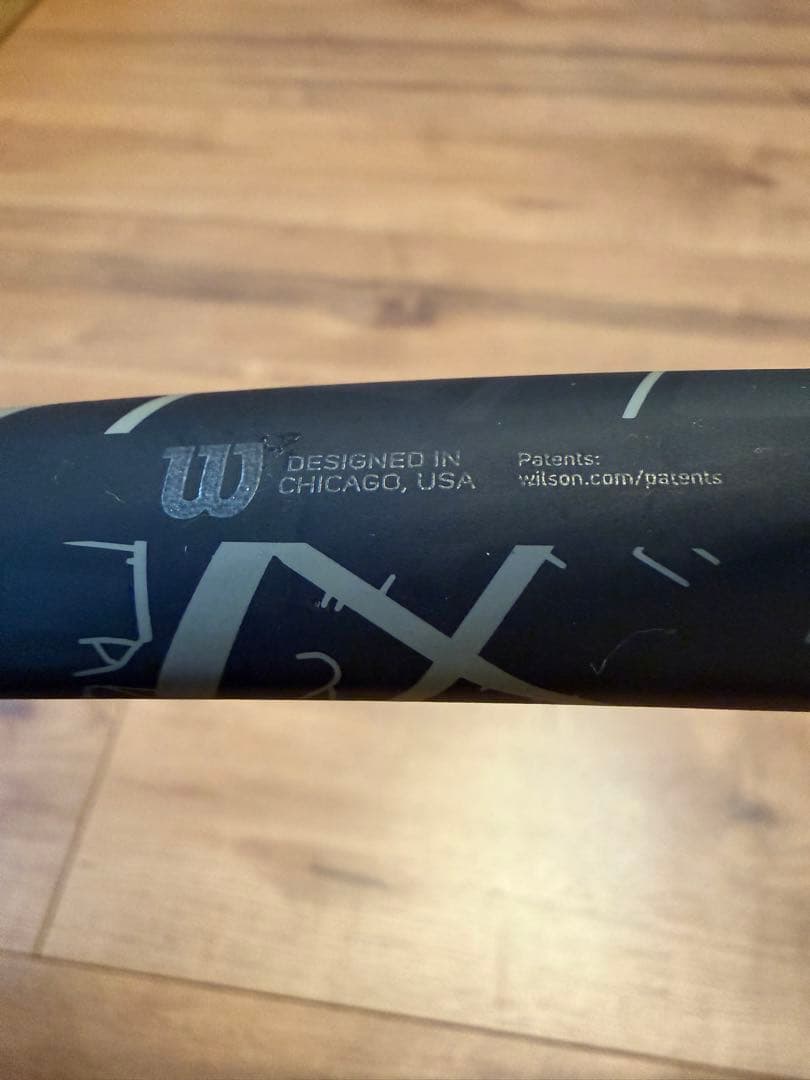 W
DESIGNED IN
CHICAGO, USA
Patents:
wilson.com/patents